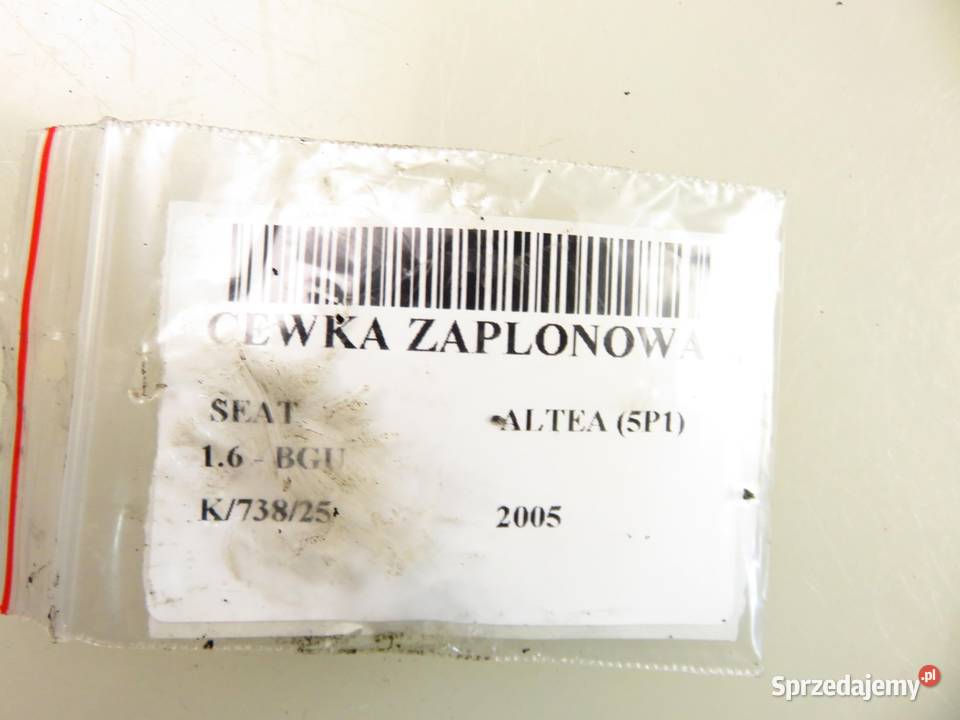 CEWKA ZAPLONOWA
SEAT ALTEA (5P1)
1.6 - BGU
K/738/25 2005
Sprzedajemy.pl